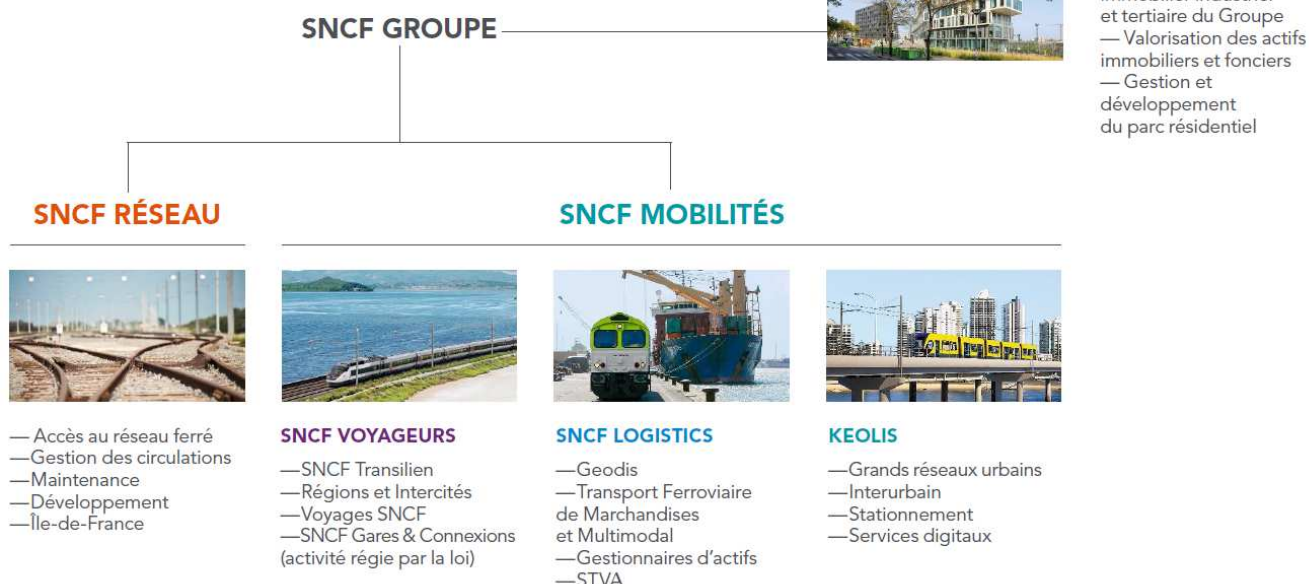 SNCF GROUPE
et tertiaire du Groupe
— Valorisation des actifs
immobiliers et fonciers
— Gestion et
développement
du parc résidentiel
SNCF RÉSEAU
— Accès au réseau ferré
—Gestion des circulations
—Maintenance
—Développement
—Île-de-France
SNCF MOBILITÉS
SNCF VOYAGEURS
—SNCF Transilien
—Régions et Intercités
—Voyages SNCF
—SNCF Gares & Connexions
(activité régie par la loi)
SNCF LOGISTICS
—Geodis
—Transport Ferroviaire
de Marchandises
et Multimodal
—Gestionnaires d'actifs
—STVA
KEOLIS
—Grands réseaux urbains
—Interurbain
—Stationnement
—Services digitaux